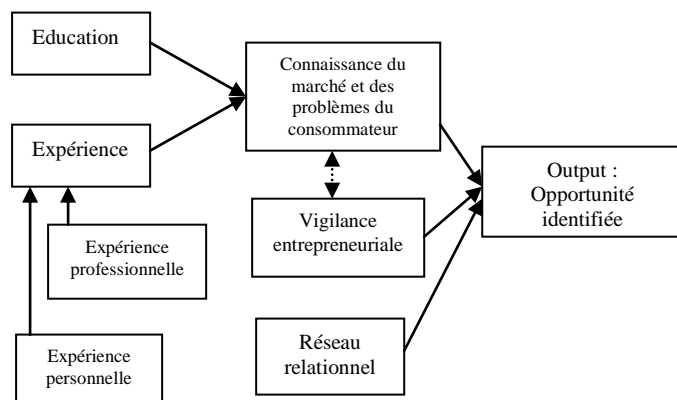 Education
Connaissance du
marché et des
problèmes du
consommateur
Expérience
Output :
Opportunité
identifiée
Vigilance
entrepreneuriale
Expérience
professionnelle
Réseau
relationnel
Expérience
personnelle